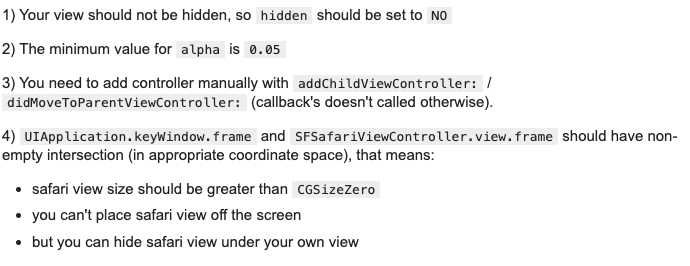 1) Your view should not be hidden, so hidden should be set to NO
2) The minimum value for alpha is 0.05
3) You need to add controller manually with addChildViewController: /
didMoveToParentViewController: (callback's doesn't called otherwise).
4) UIApplication.keyWindow.frame and SFSafariViewController.view.frame should have non-
empty intersection (in appropriate coordinate space), that means:
• safari view size should be greater than CGSizeZero
• you can't place safari view off the screen
• but you can hide safari view under your own view